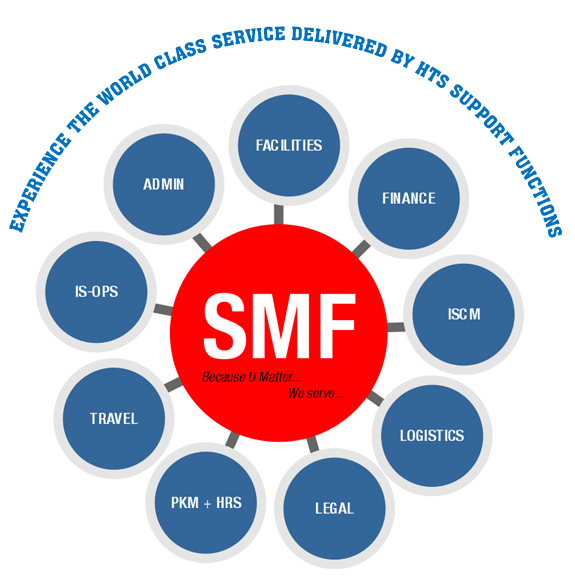 EXPERIENCE THE WORLD CLASS SERVICE DELIVERED BY HTS SUPPORT FUNCTIONS
FACILITIES
ADMIN
FINANCE
IS-OPS
ISCM
SMF
Because U Matter...
We serve...
TRAVEL
LOGISTICS
PKM + HRS
LEGAL